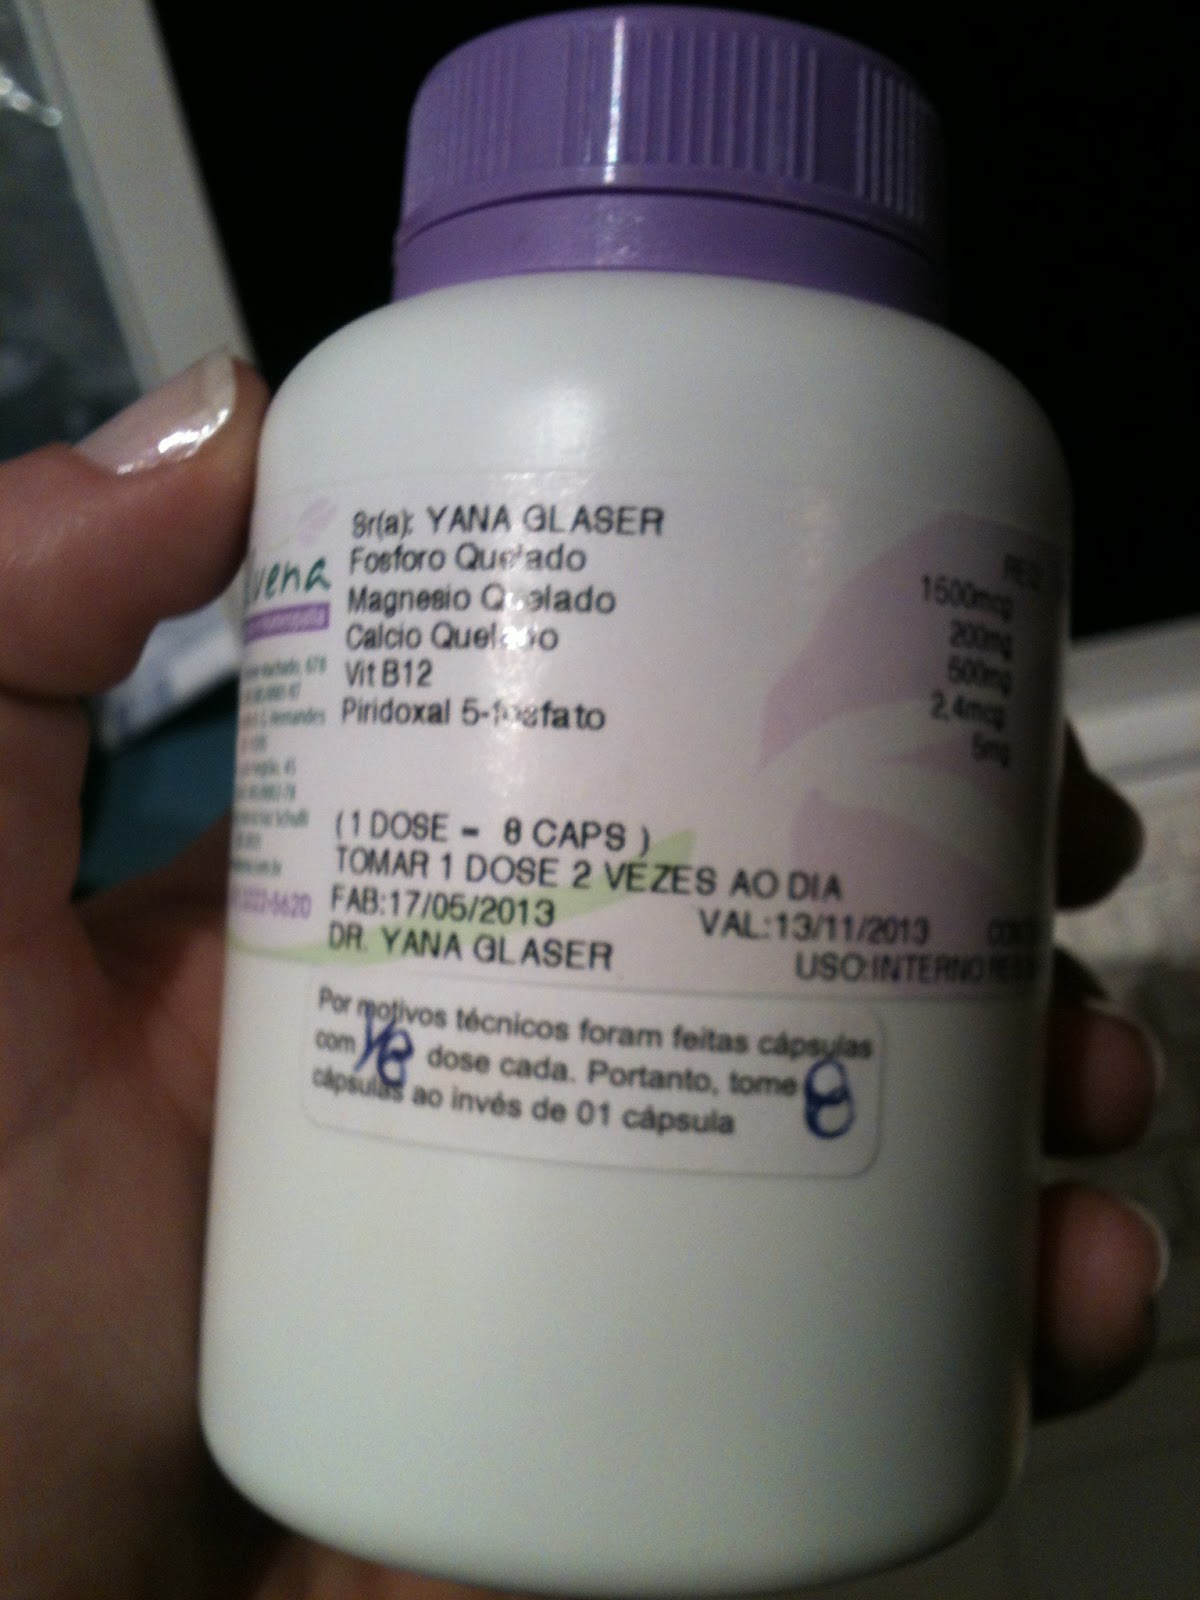 Sr(a): YANA GLASER
Fosforo Quelado 1500mcg
Magnesio Quelado 200mg
Calcio Quelado 500mg
Vit B12 2,4mcg
Piridoxal 5-fosfato 5mg
(1 DOSE = 8 CAPS )
TOMAR 1 DOSE 2 VEZES AO DIA
FAB:17/05/2013 VAL:13/11/2013
DR. YANA GLASER USO:INTERNO
vena
678
45
Por motivos técnicos foram feitas cápsulas
com 1/8 dose cada. Portanto, tome 8
cápsulas ao invés de 01 cápsula